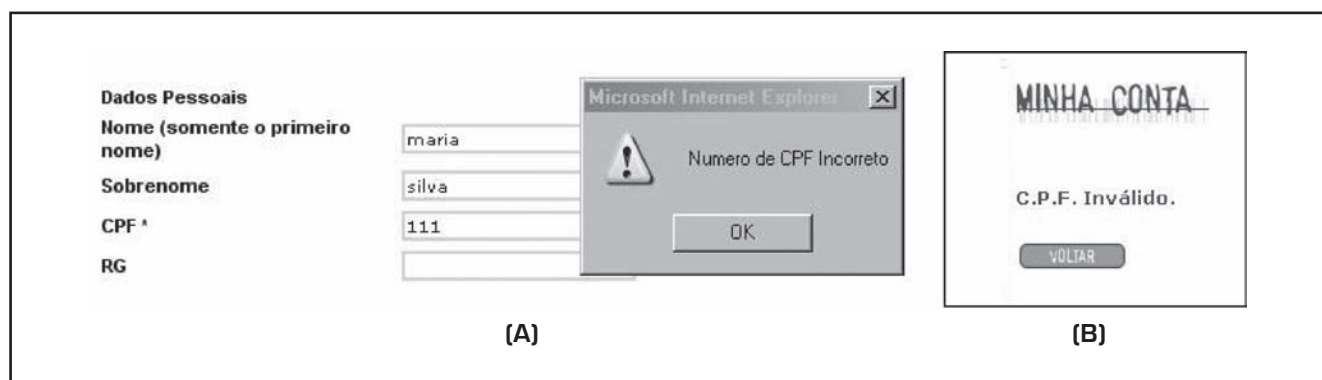 Dados Pessoais
Nome (somente o primeiro
nome)
maria
Sobrenome
silva
CPF *
111
RG
Microsoft Internet Explorer
Numero de CPF Incorreto
OK
(A)
MINHA CONTA
C.P.F. Inválido.
VOLTAR
(B)